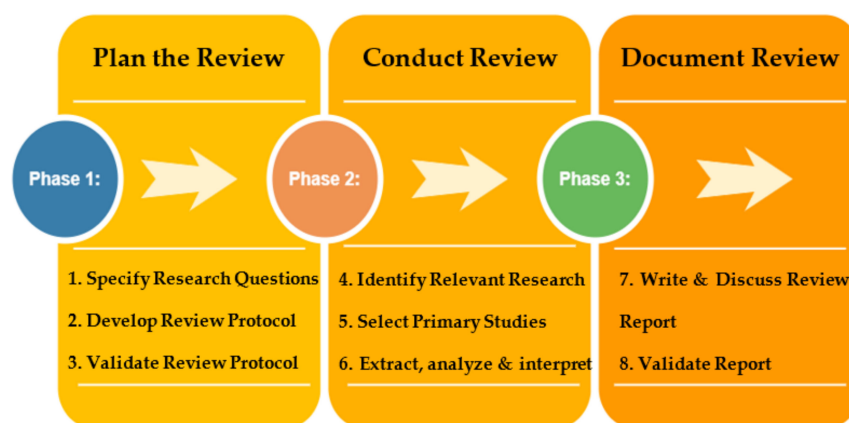 Plan the Review
Conduct Review
Document Review
Phase 1:
Phase 2:
Phase 3:
1. Specify Research Questions
2. Develop Review Protocol
3. Validate Review Protocol
4. Identify Relevant Research
5. Select Primary Studies
6. Extract, analyze & interpret
7. Write & Discuss Review
Report
8. Validate Report